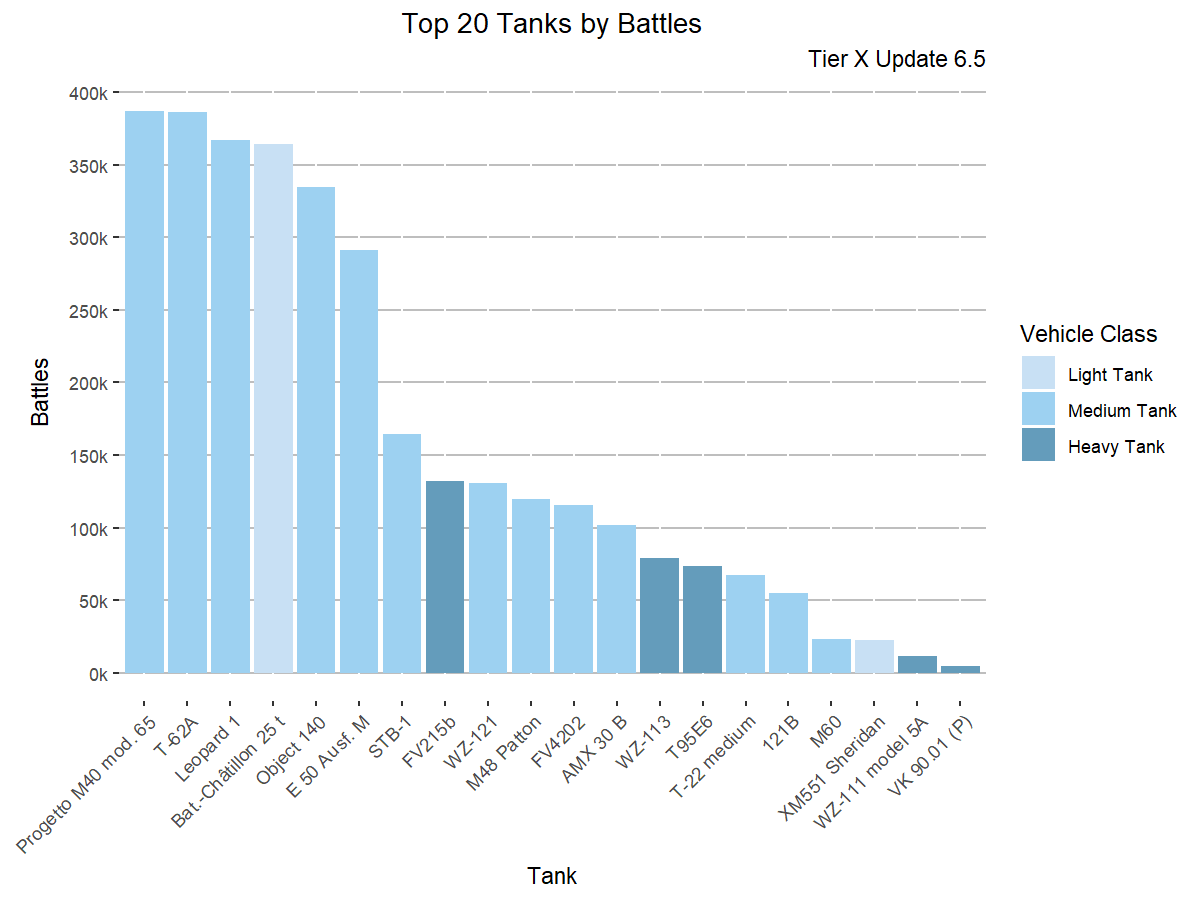 Top 20 Tanks by Battles
Tier X Update 6.5
400k
350k
300k
250k
200k
150k
100k
50k
0k
Battles
Progetto M40 mod. 65
T-62A
Leopard 1
Bat.-Châtillon 25 t
Object 140
E 50 Ausf. M
STB-1
FV215b
WZ-121
M48 Patton
FV4202
AMX 30 B
WZ-113
T95E6
T-22 medium
121B
M60
XM551 Sheridan
WZ-111 model 5A
VK 90.01 (P)
Tank
Vehicle Class
Light Tank
Medium Tank
Heavy Tank